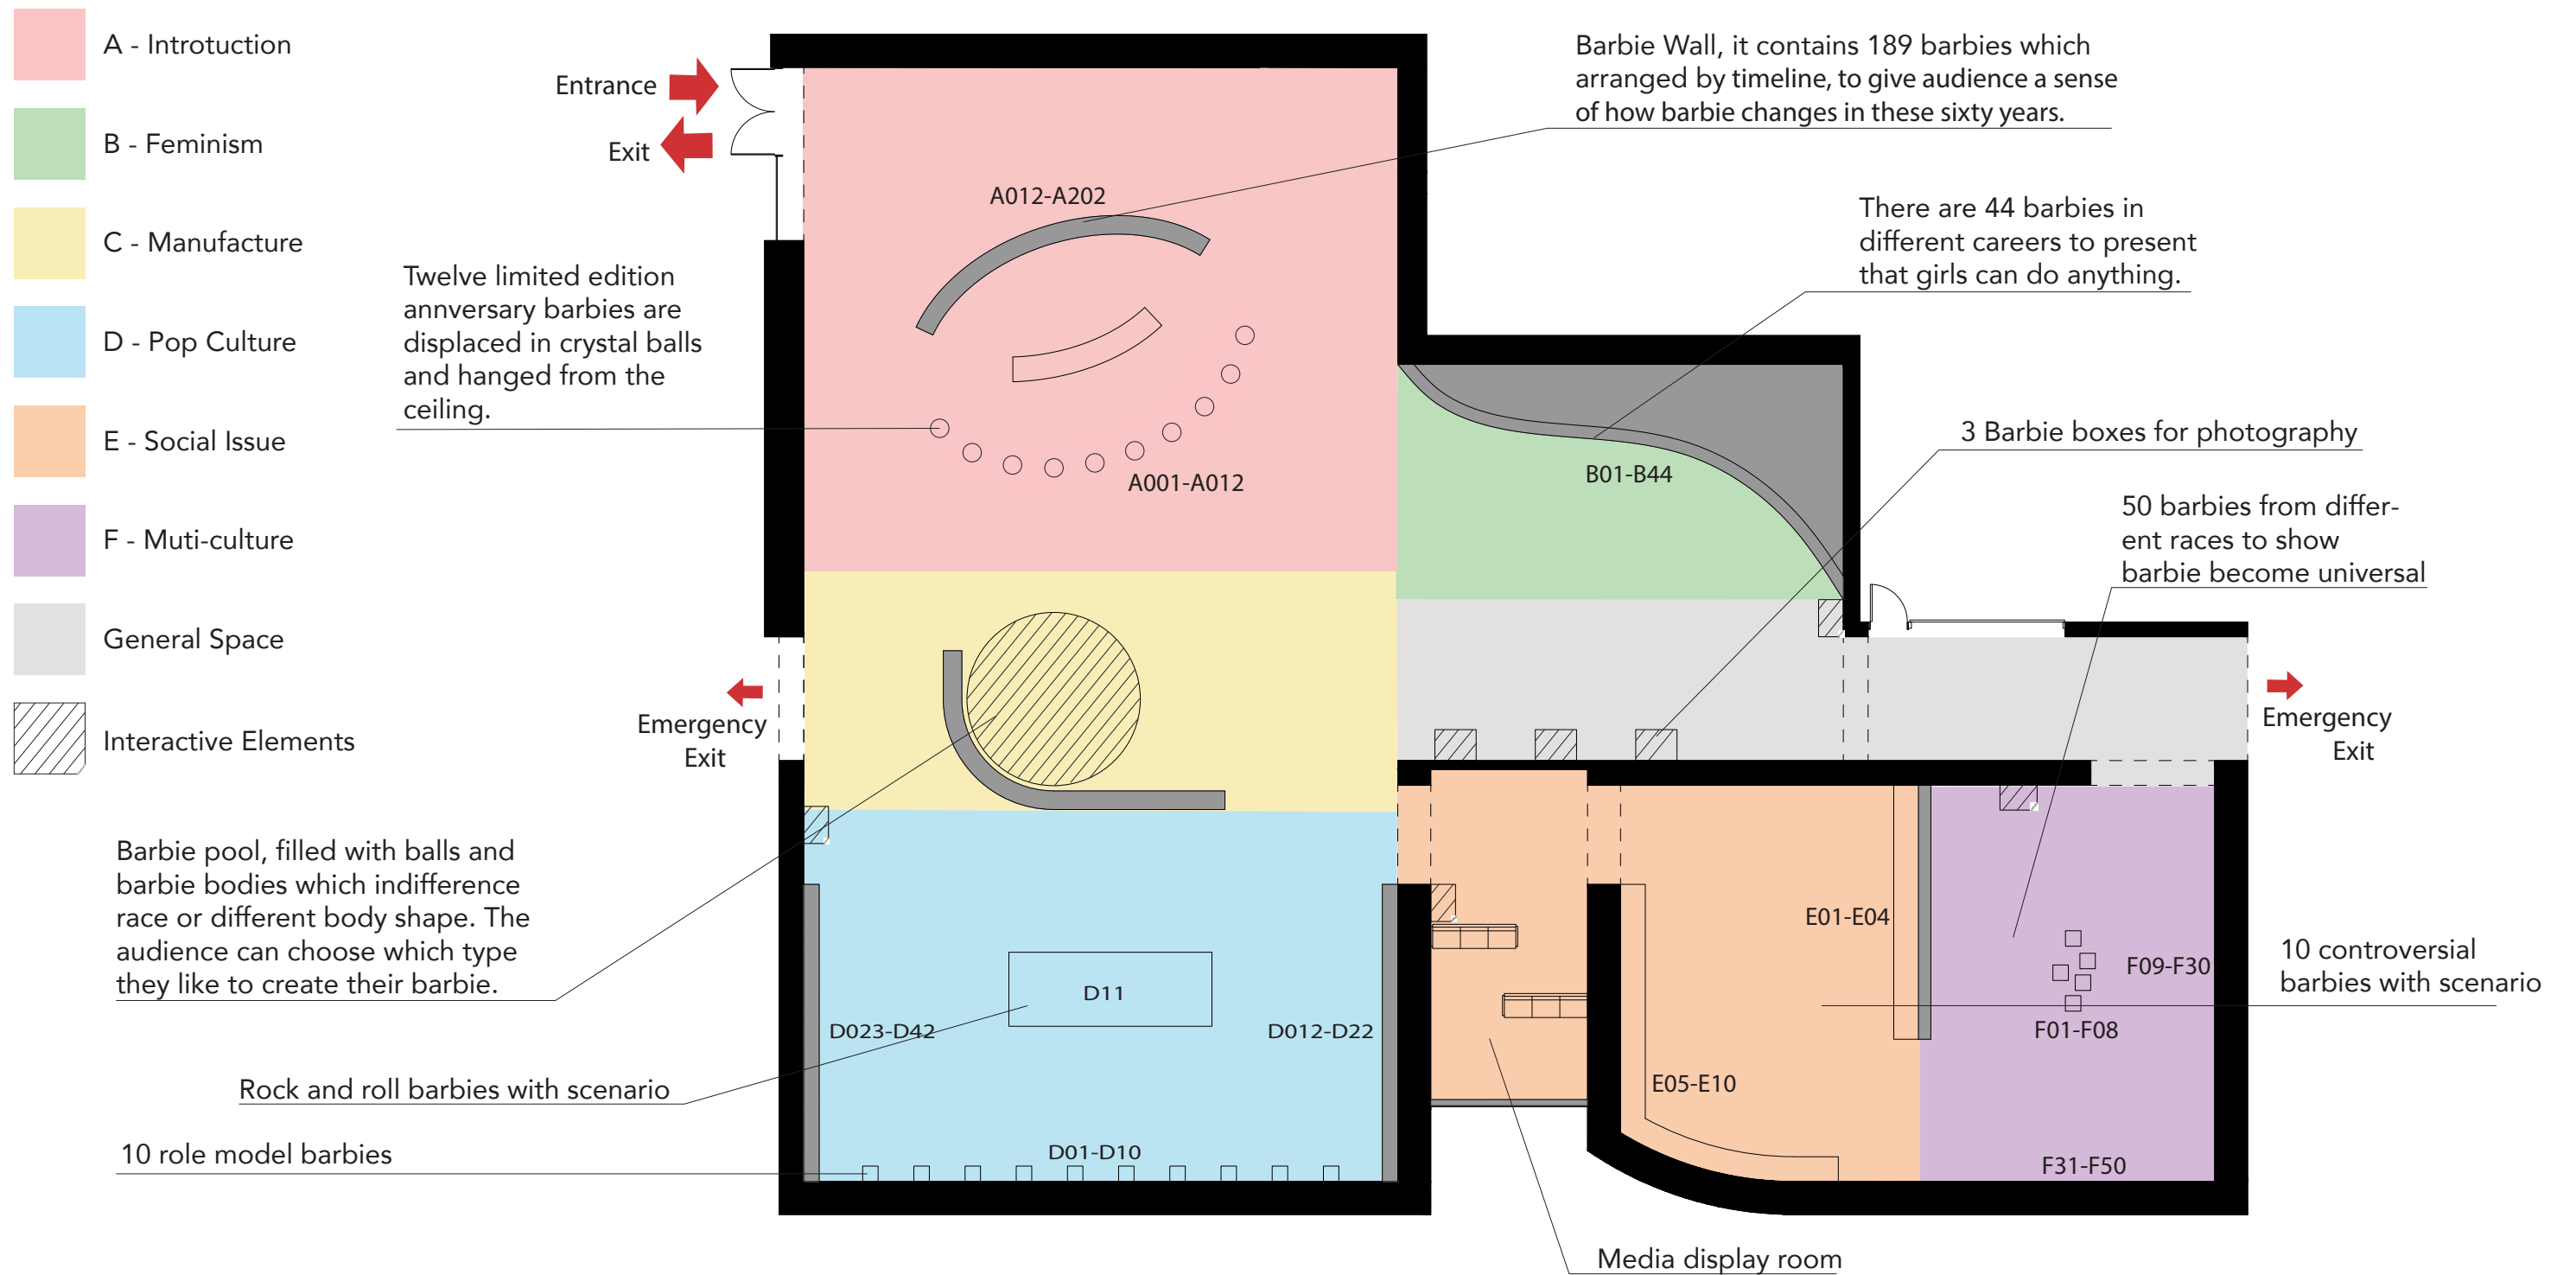 A - Introtuction
B - Feminism
C - Manufacture
D - Pop Culture
E - Social Issue
F - Muti-culture
General Space
Interactive Elements
Entrance
Exit
Barbie Wall, it contains 189 barbies which
arranged by timeline, to give audience a sense
of how barbie changes in these sixty years.
A012-A202
There are 44 barbies in
different careers to present
that girls can do anything.
Twelve limited edition
annversary barbies are
displaced in crystal balls
and hanged from the
ceiling.
A001-A012
B01-B44
3 Barbie boxes for photography
50 barbies from differ-
ent races to show
barbie become universal
Emergency
Exit
Emergency
Exit
Barbie pool, filled with balls and
barbie bodies which indifference
race or different body shape. The
audience can choose which type
they like to create their barbie.
E01-E04
F09-F30
10 controversial
barbies with scenario
D11
D023-D42
D012-D22
F01-F08
Rock and roll barbies with scenario
E05-E10
10 role model barbies
D01-D10
F31-F50
Media display room